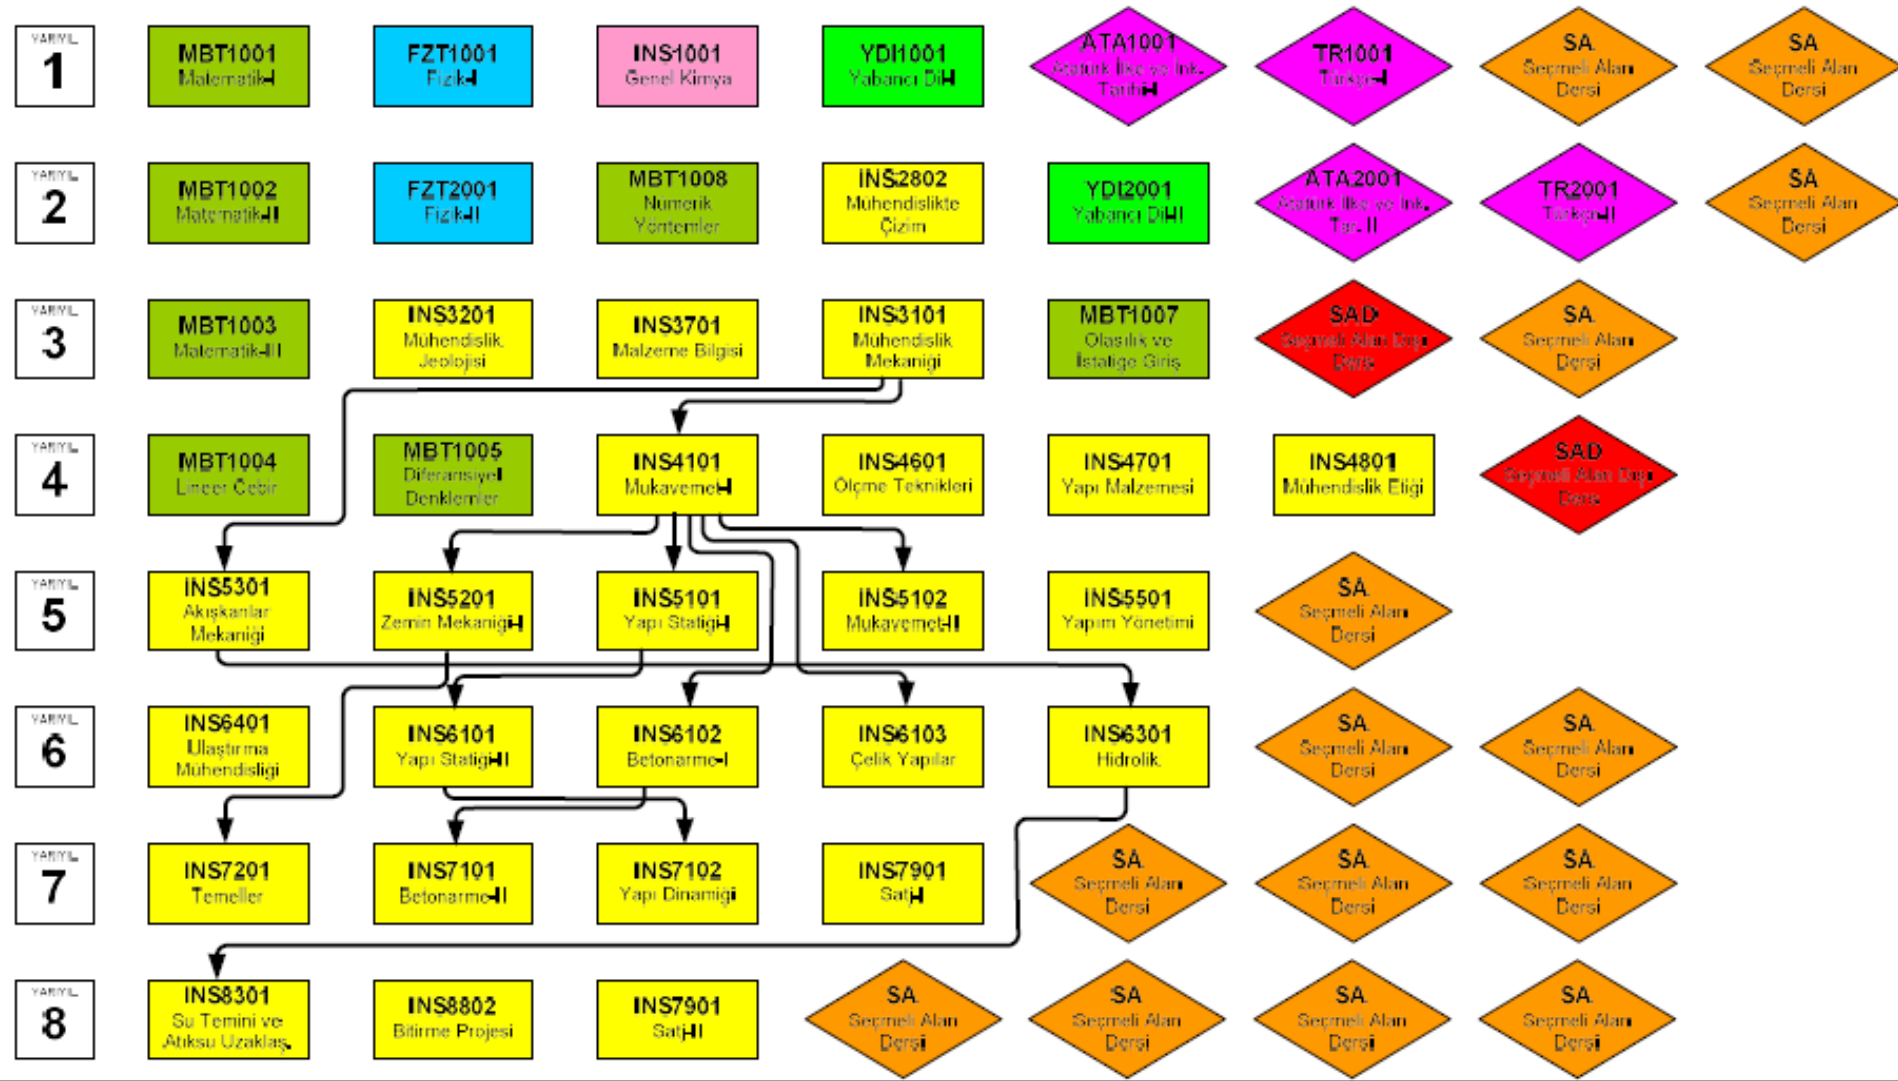 YARIYIL
1
MBT1001
Matematik-I
FZT1001
Fizik-I
INS1001
Genel Kimya
YDI1001
Yabancı Dil-I
ATA1001
Atatürk İlke ve İnk.
Tarihi-I
TR1001
Türkçe-I
SA
Seçmeli Alan
Dersi
SA
Seçmeli Alan
Dersi
YARIYIL
2
MBT1002
Matematik-II
FZT2001
Fizik-II
MBT1008
Numerik
Yöntemler
INS2802
Mühendislikte
Çizim
YDI2001
Yabancı Dil-II
ATA2001
Atatürk İlke ve İnk.
Tar. II
TR2001
Türkçe-II
SA
Seçmeli Alan
Dersi
YARIYIL
3
MBT1003
Matematik-III
INS3201
Mühendislik
Jeolojisi
INS3701
Malzeme Bilgisi
INS3101
Mühendislik
Mekaniği
MBT1007
Olasılık ve
İstatiğe Giriş
SAD
Seçmeli Alan Dışı
Ders
SA
Seçmeli Alan
Dersi
YARIYIL
4
MBT1004
Lineer Cebir
MBT1005
Diferansiyel
Denklemler
INS4101
Mukavemet-I
INS4601
Ölçme Teknikleri
INS4701
Yapı Malzemesi
INS4801
Mühendislik Etiği
SAD
Seçmeli Alan Dışı
Ders
YARIYIL
5
INS5301
Akışkanlar
Mekaniği
INS5201
Zemin Mekaniği-I
INS5101
Yapı Statiği-I
INS5102
Mukavemet-II
INS5501
Yapım Yönetimi
SA
Seçmeli Alan
Dersi
YARIYIL
6
INS6401
Ulaştırma
Mühendisliği
INS6101
Yapı Statiği-II
INS6102
Betonarme-I
INS6103
Çelik Yapılar
INS6301
Hidrolik
SA
Seçmeli Alan
Dersi
SA
Seçmeli Alan
Dersi
YARIYIL
7
INS7201
Temeller
INS7101
Betonarme-II
INS7102
Yapı Dinamiği
INS7901
Satj-I
SA
Seçmeli Alan
Dersi
SA
Seçmeli Alan
Dersi
SA
Seçmeli Alan
Dersi
YARIYIL
8
INS8301
Su Temini ve
Atıksu Uzaklaş.
INS8802
Bitirme Projesi
INS7901
Satj-II
SA
Seçmeli Alan
Dersi
SA
Seçmeli Alan
Dersi
SA
Seçmeli Alan
Dersi
SA
Seçmeli Alan
Dersi